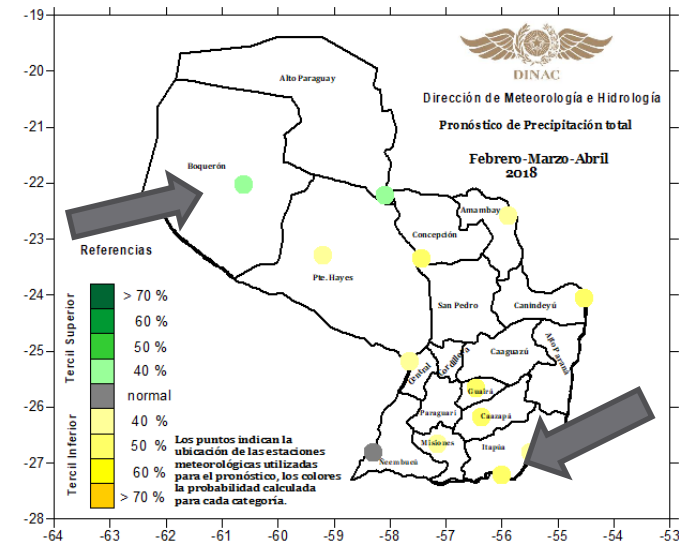 -19
-20
-21
-22
-23
-24
-25
-26
-27
-28
DINAC
Dirección de Meteorología e Hidrología
Pronóstico de Precipitación total
Febrero-Marzo-Abril
2018
Alto Paraguay
Boquerón
Amambay
Concepción
Pte. Hayes
San Pedro
Canindeyú
Cordillera
Caaguazú
Alto Paraná
Central
Guairá
Paraguarí
Caazapá
Misiones
Itapúa
Ñeembucú
Referencias
Tercil Superior
> 70 %
60 %
50 %
40 %
normal
Tercil Inferior
40 %
50 %
60 %
> 70 %
Los puntos indican la
ubicación de las estaciones
meteorológicas utilizadas
para el pronóstico, los colores
la probabilidad calculada
para cada categoría.
-64 -63 -62 -61 -60 -59 -58 -57 -56 -55 -54 -53